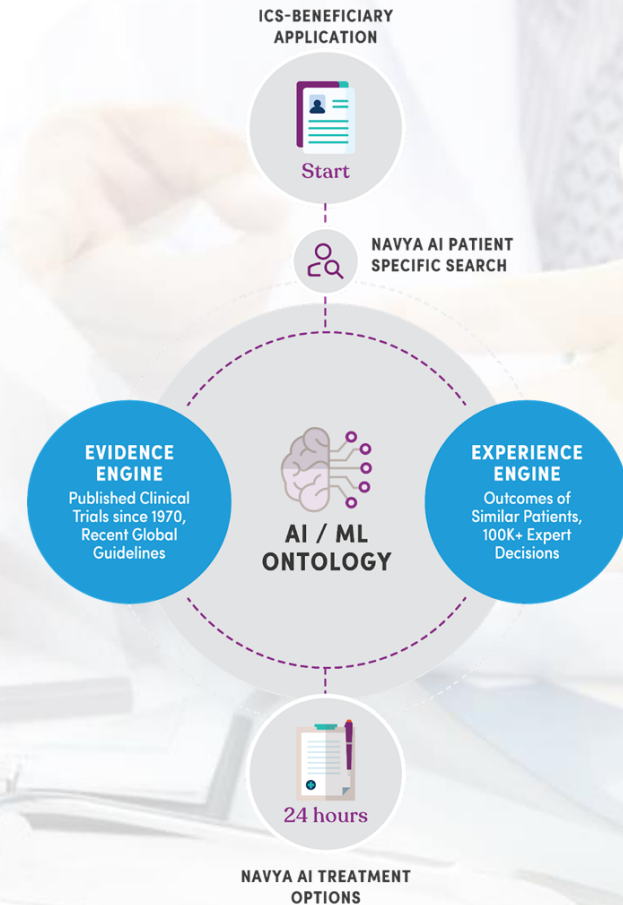 ICS-BENEFICIARY
APPLICATION
Start
NAVYA AI PATIENT
SPECIFIC SEARCH
EVIDENCE
ENGINE
Published Clinical
Trials since 1970,
Recent Global
Guidelines
AI / ML
ONTOLOGY
EXPERIENCE
ENGINE
Outcomes of
Similar Patients,
100K+ Expert
Decisions
24 hours
NAVYA AI TREATMENT
OPTIONS